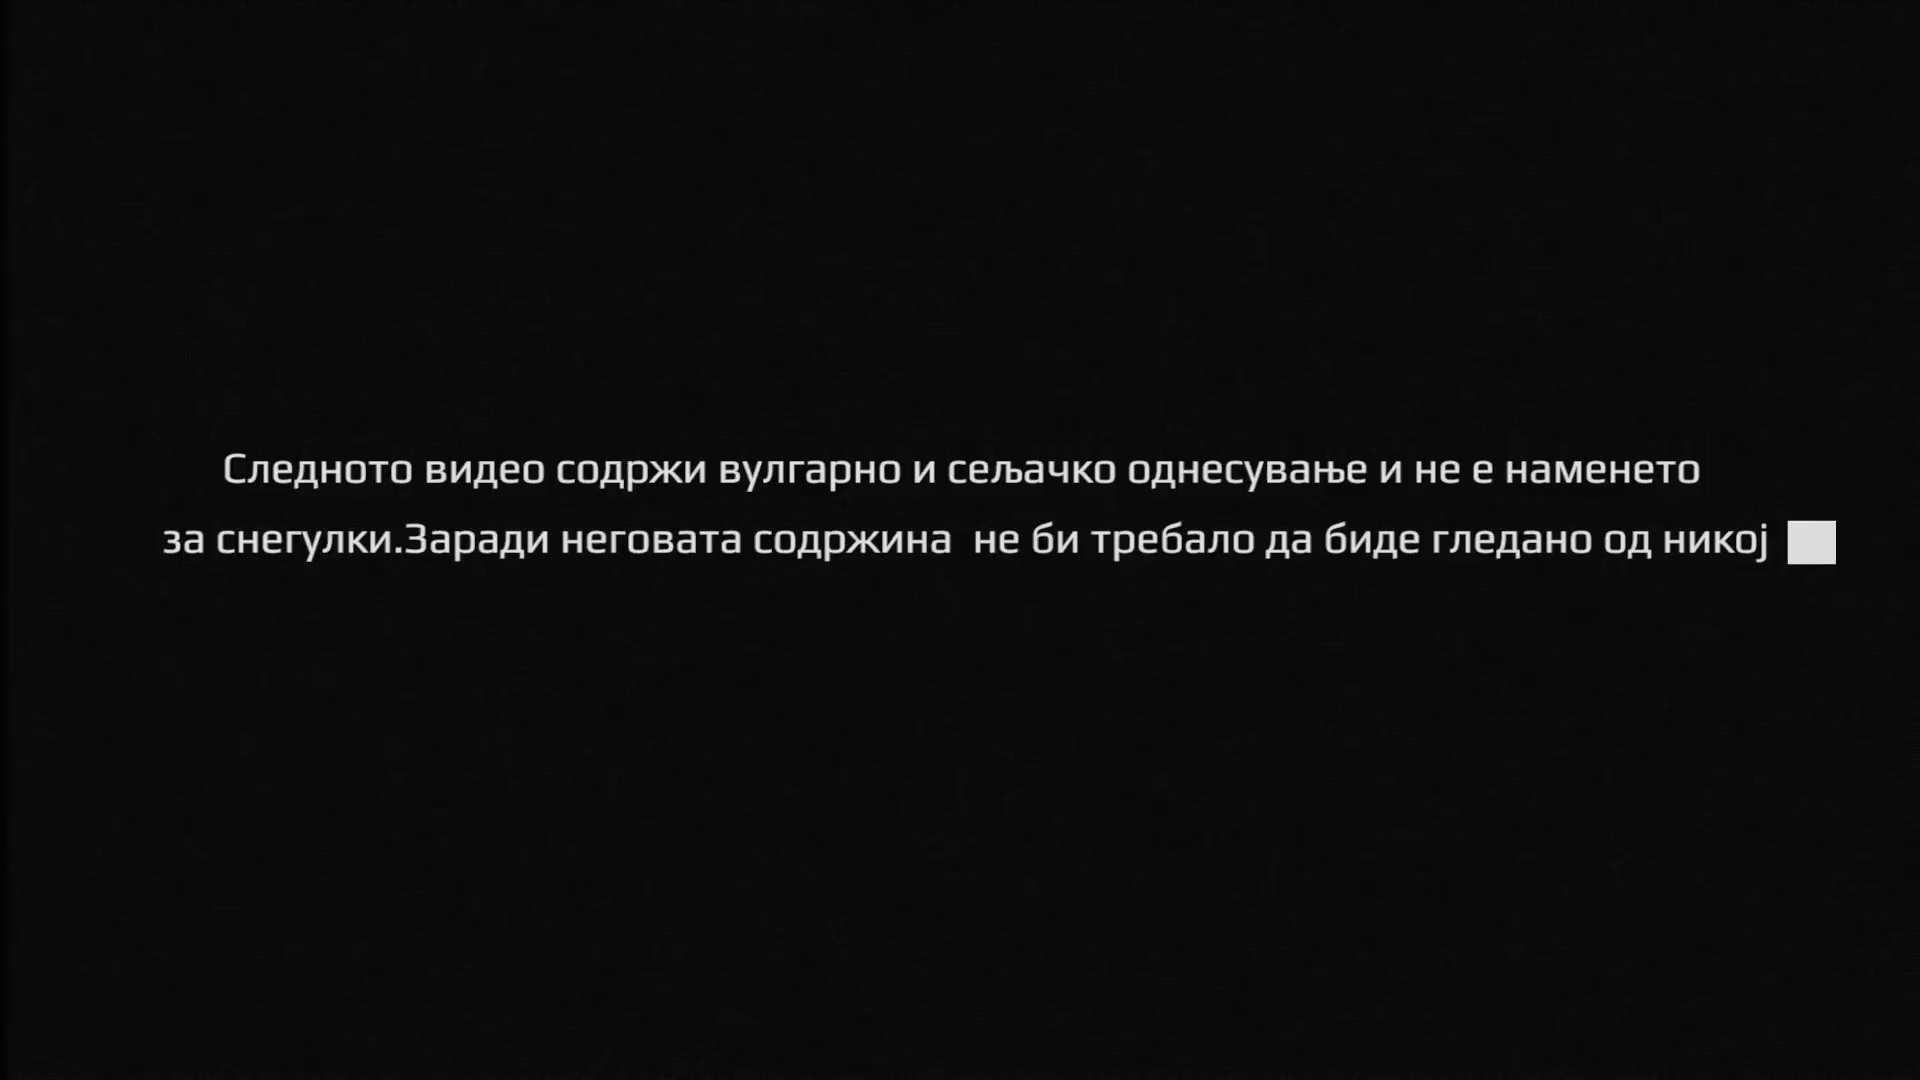 Следното видео содржи вулгарно и сељачко однесување и не е наменето
за снегулки.Заради неговата содржина  не би требало да биде гледано од никој